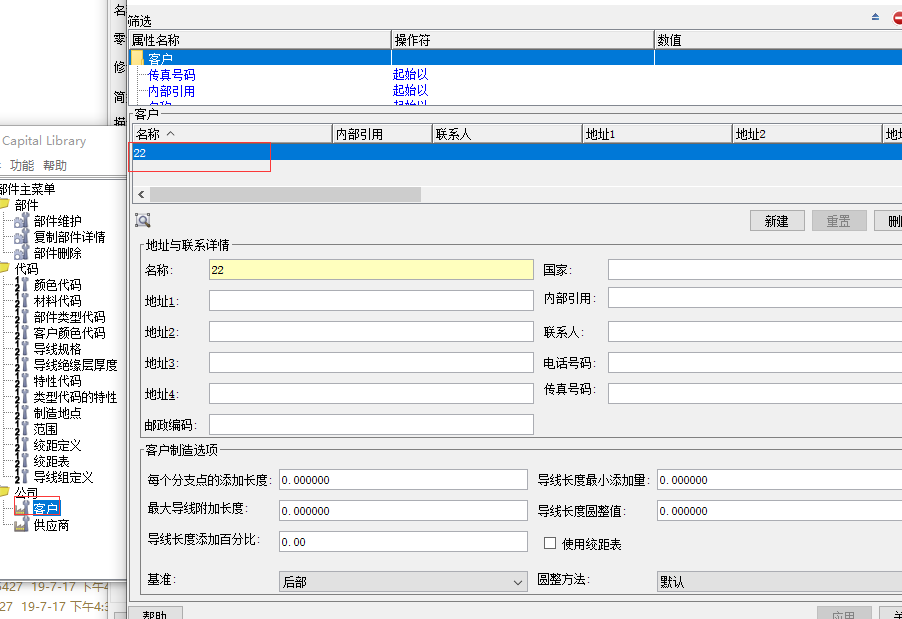 筛选
属性名称 操作符 数值
客户
传真号码 起始以
内部引用 起始以
客户
名称 内部引用 联系人 地址1 地址2
22
新建 重置
地址与联系详情
名称: 22 国家:
地址1: 内部引用:
地址2: 联系人:
地址3: 电话号码:
地址4: 传真号码:
邮政编码:
客户制造选项
每个分支点的添加长度: 0.000000 导线长度最小添加量: 0.000000
最大导线附加长度: 0.000000 导线长度圆整值: 0.000000
导线长度添加百分比: 0.00 使用绞距表
基准: 后部 圆整方法: 默认
帮助 应用
Capital Library
功能 帮助
部件主菜单
部件
部件维护
复制部件详情
部件删除
代码
颜色代码
材料代码
部件类型代码
客户颜色代码
导线规格
导线绝缘层厚度
特性代码
类型代码的特性
制造地点
范围
绞距定义
绞距表
导线组定义
公司
客户
供应商
5427 19-7-17 下午4
27 19-7-17 下午4:3